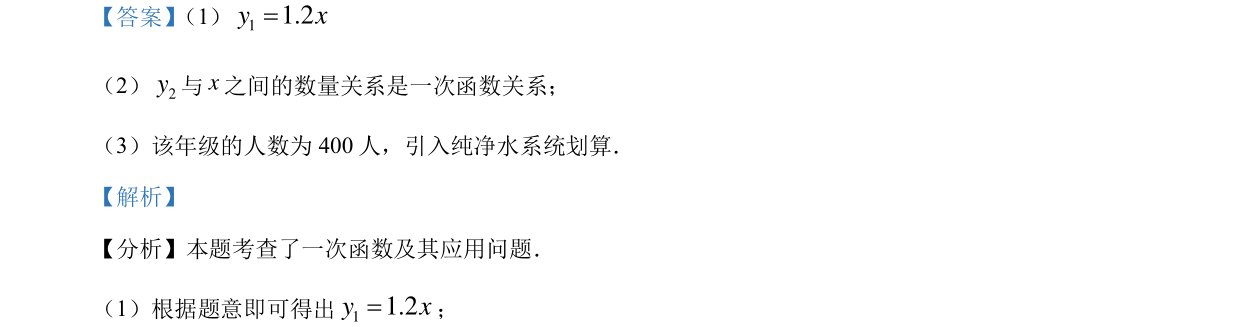 【答案】（1） y₁ = 1.2x
（2） y₂ 与 x 之间的数量关系是一次函数关系；
（3）该年级的人数为 400 人，引入纯净水系统划算．
【解析】
【分析】本题考查了一次函数及其应用问题．
（1）根据题意即可得出 y₁ = 1.2x；